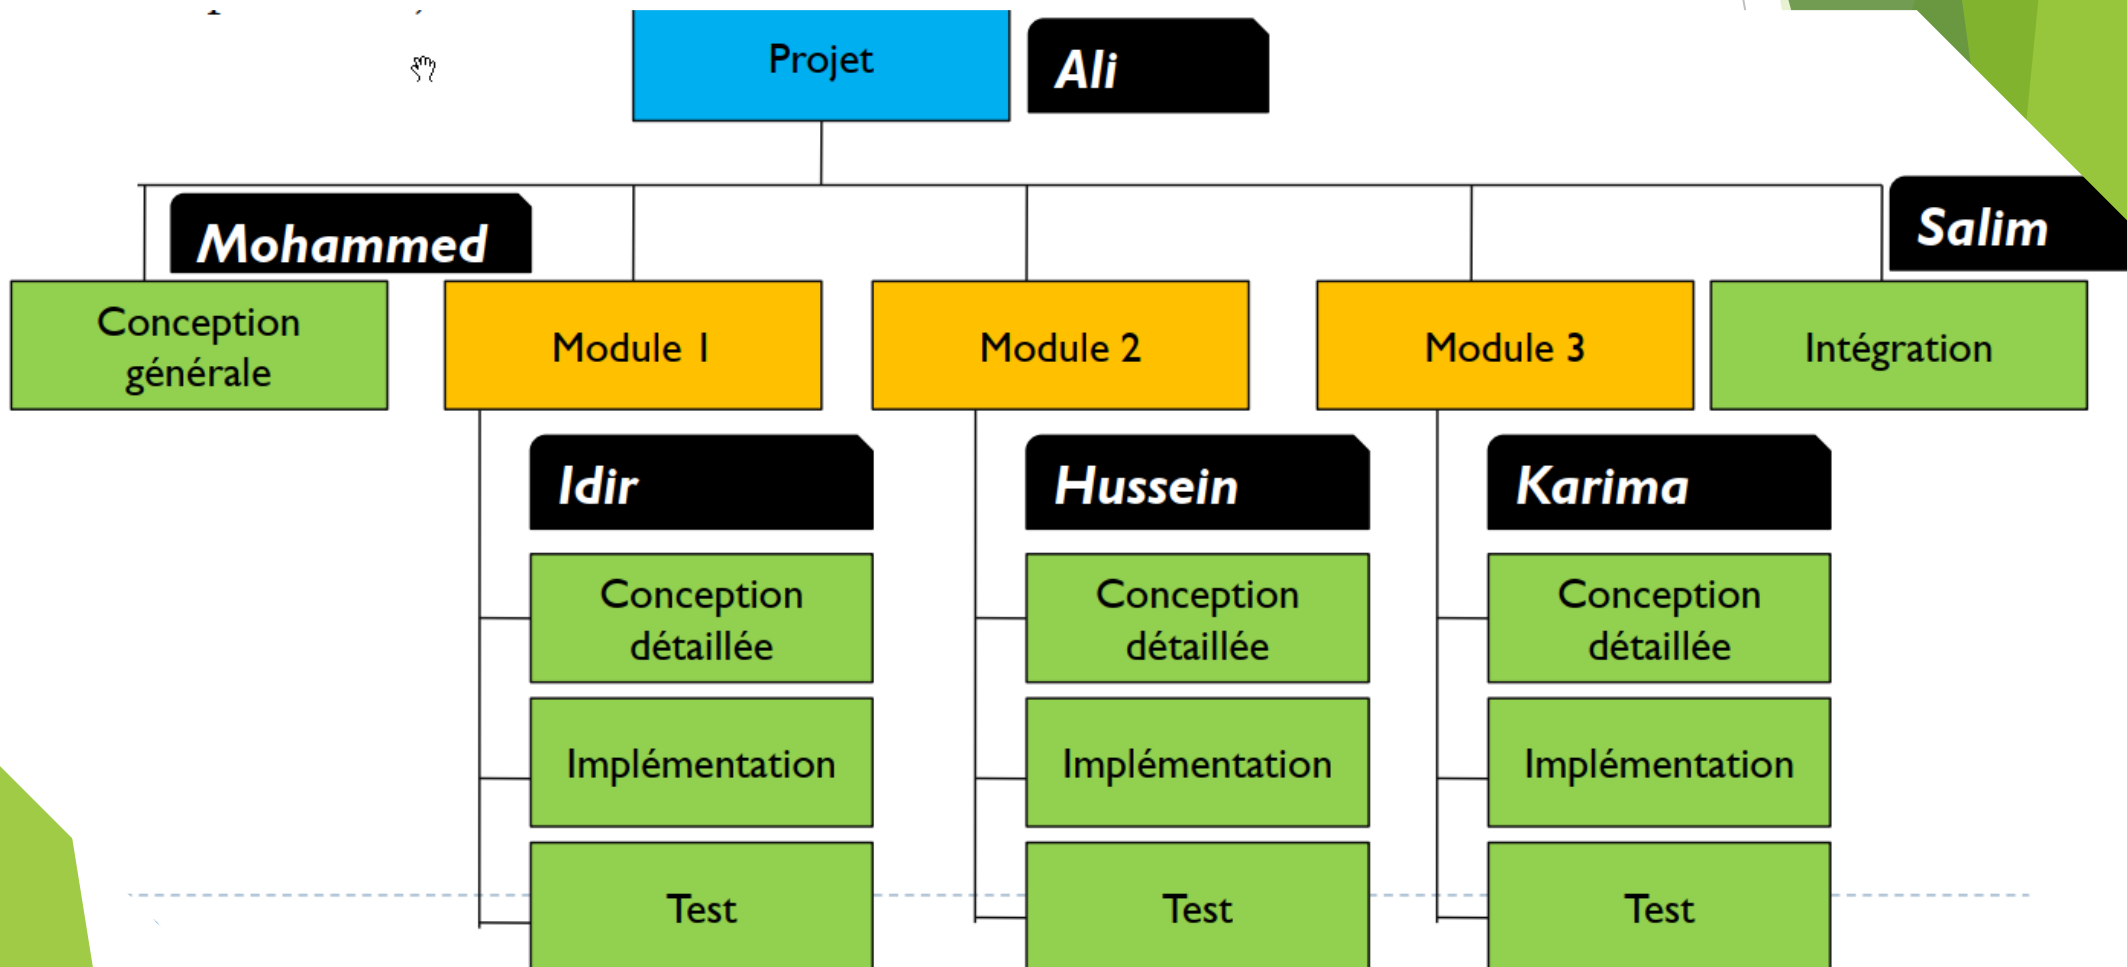 Projet
Ali
Mohammed
Salim
Conception
générale
Module 1
Module 2
Module 3
Intégration
Idir
Hussein
Karima
Conception
détaillée
Conception
détaillée
Conception
détaillée
Implémentation
Implémentation
Implémentation
Test
Test
Test